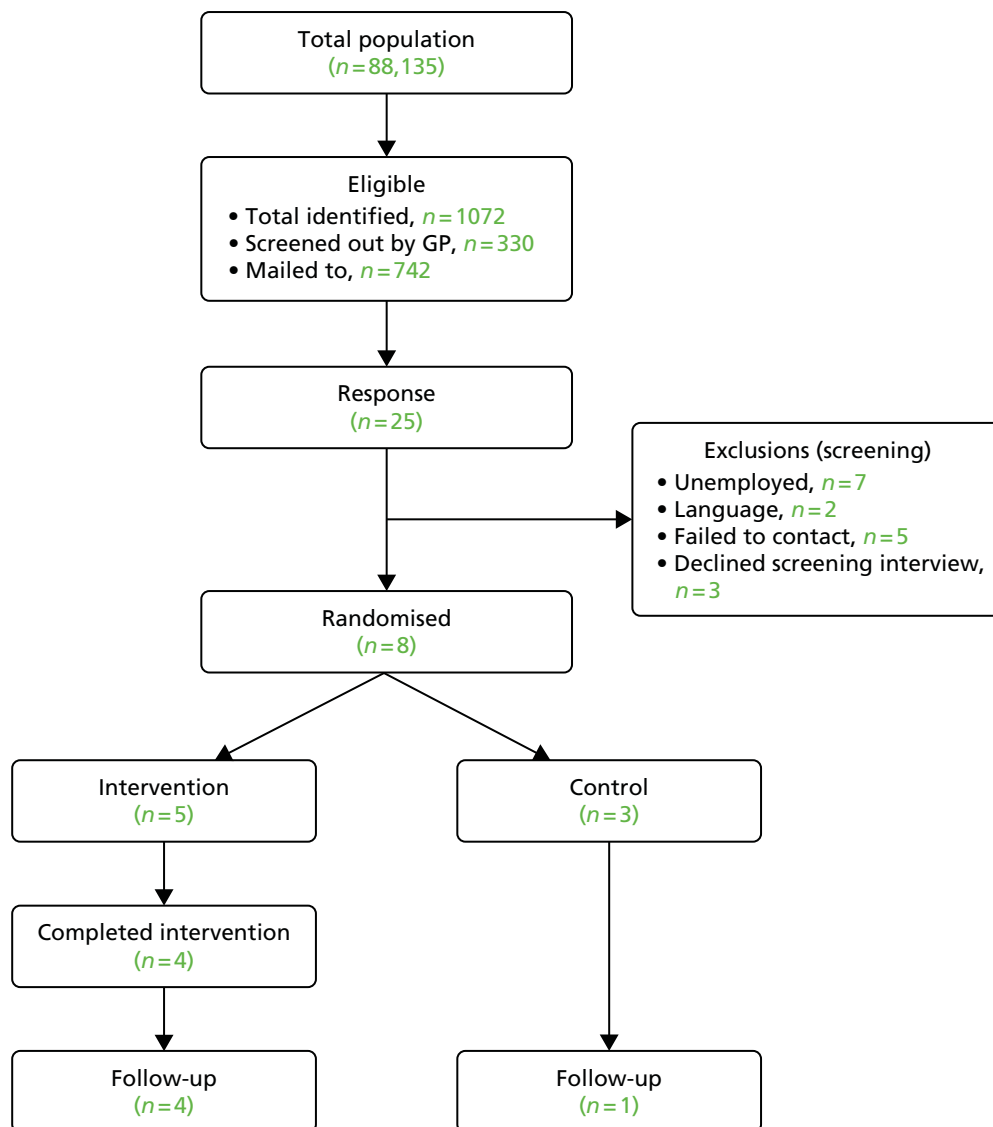 Total population
(n=88,135)
Eligible
• Total identified, n=1072
• Screened out by GP, n=330
• Mailed to, n=742
Response
(n=25)
Exclusions (screening)
• Unemployed, n=7
• Language, n=2
• Failed to contact, n=5
• Declined screening interview,
n=3
Randomised
(n=8)
Intervention
(n=5)
Control
(n=3)
Completed intervention
(n=4)
Follow-up
(n=4)
Follow-up
(n=1)